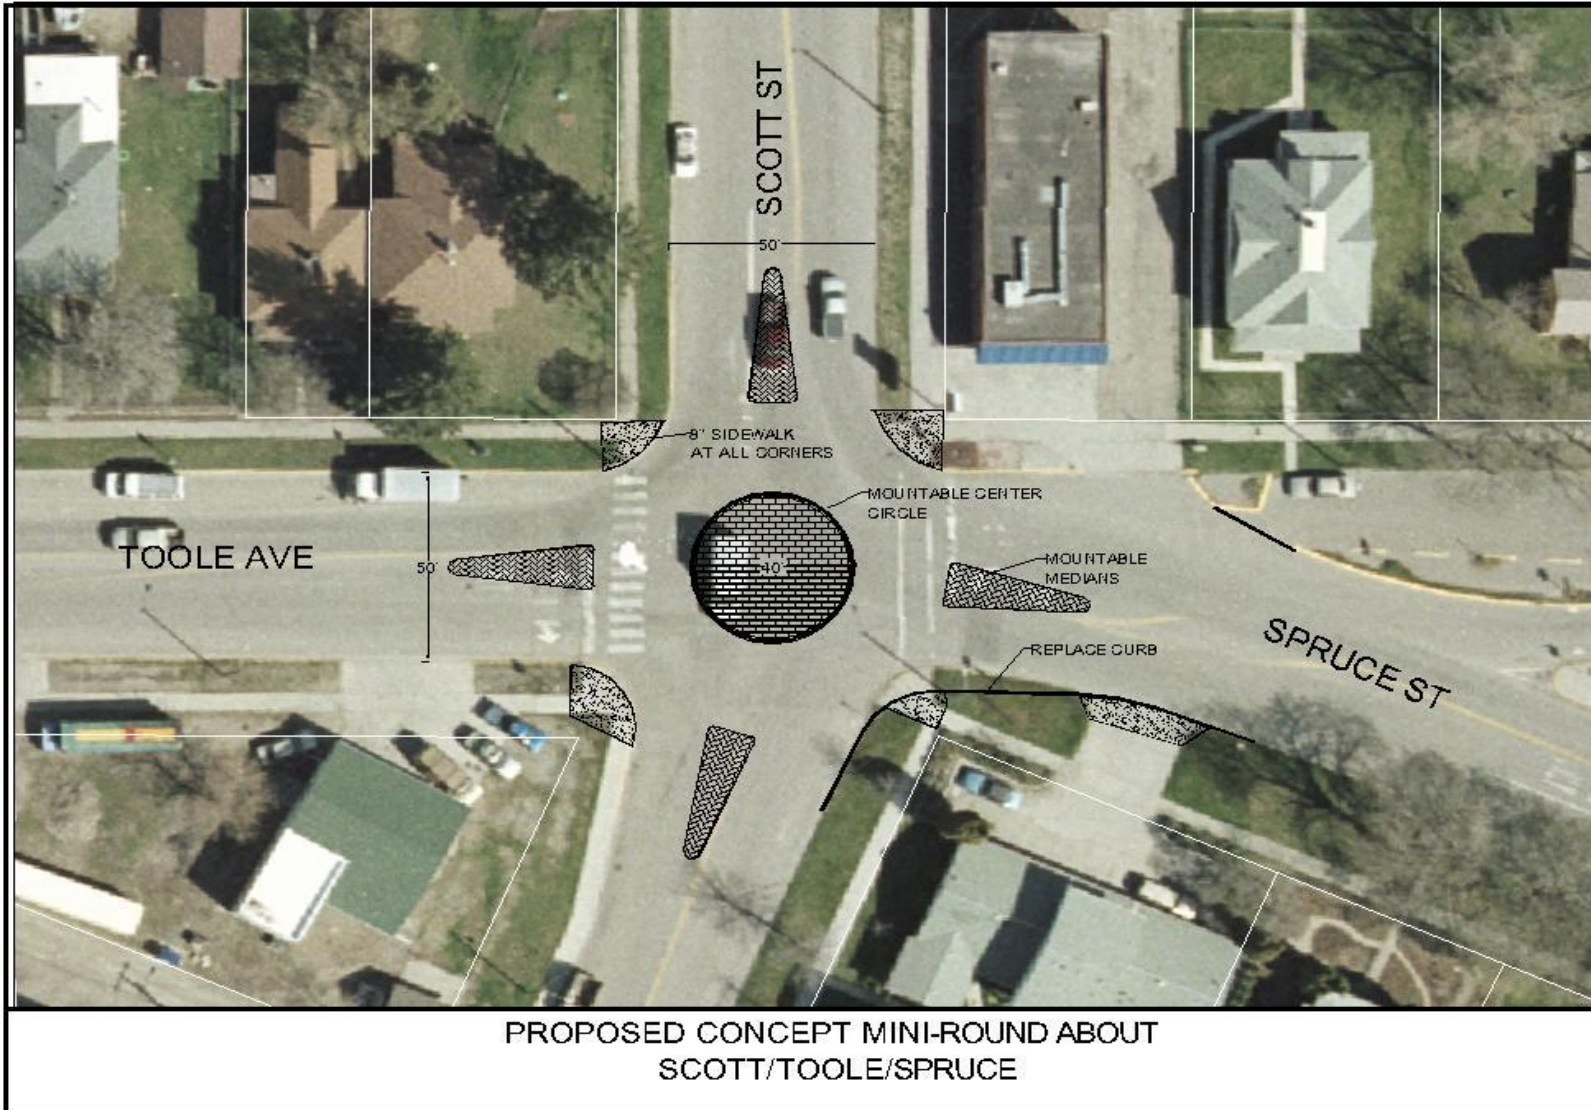 SCOTT ST
50'
8' SIDEWALK
AT ALL CORNERS
MOUNTABLE CENTER
CIRCLE
TOOLE AVE
50'
40'
MOUNTABLE
MEDIANS
REPLACE CURB
SPRUCE ST
PROPOSED CONCEPT MINI-ROUND ABOUT
SCOTT/TOOLE/SPRUCE